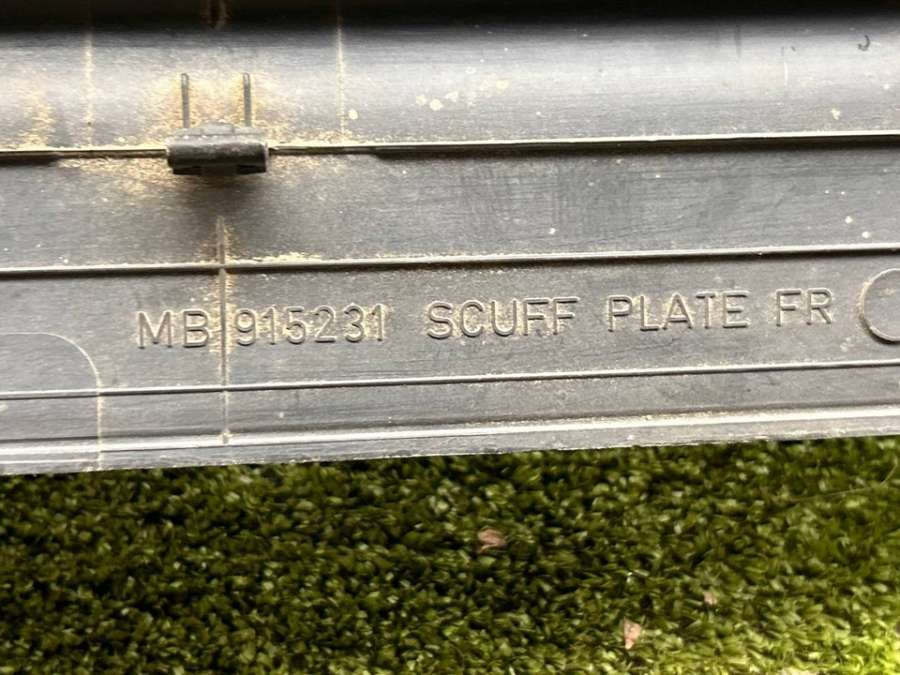 MB 915231 SCUFF PLATE FR